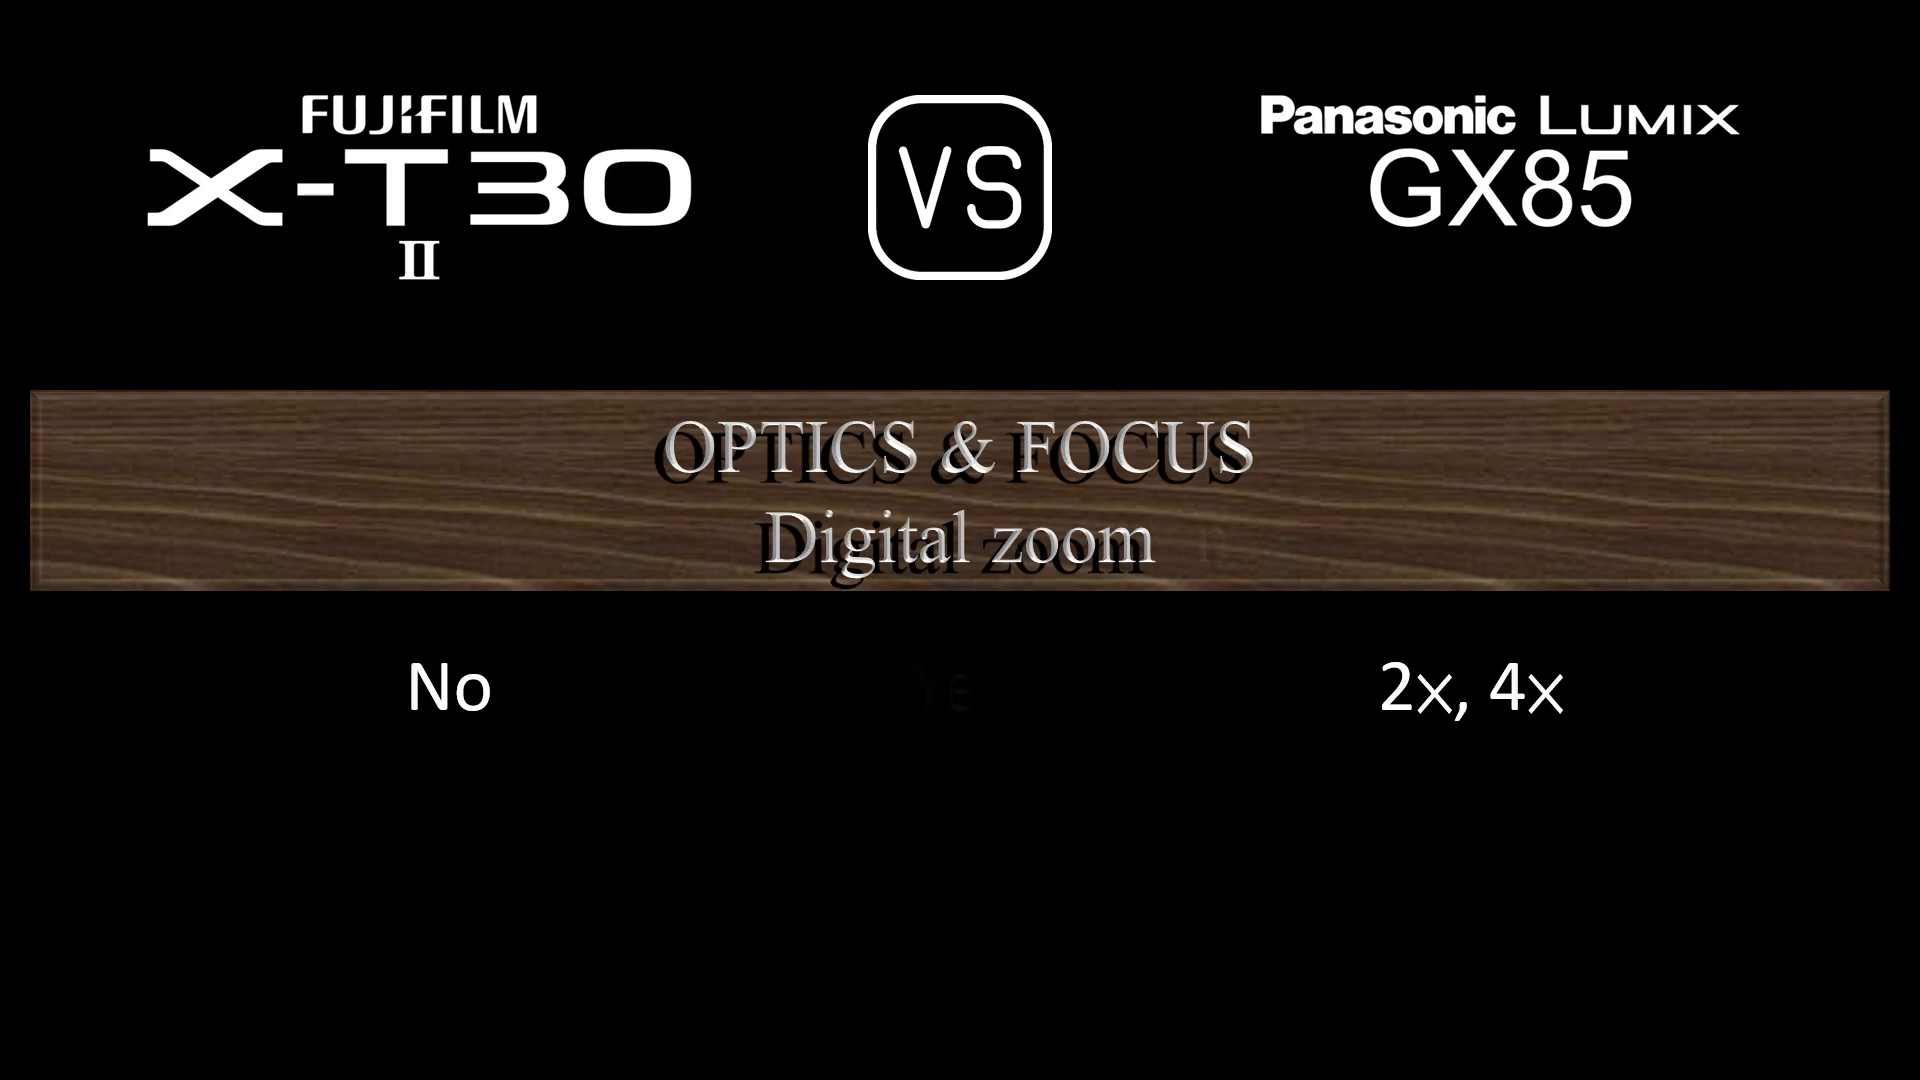 FUJIFILM
X-T30
II
VS
Panasonic LUMIX
GX85
OPTICS & FOCUS
Digital zoom
No
2x, 4x